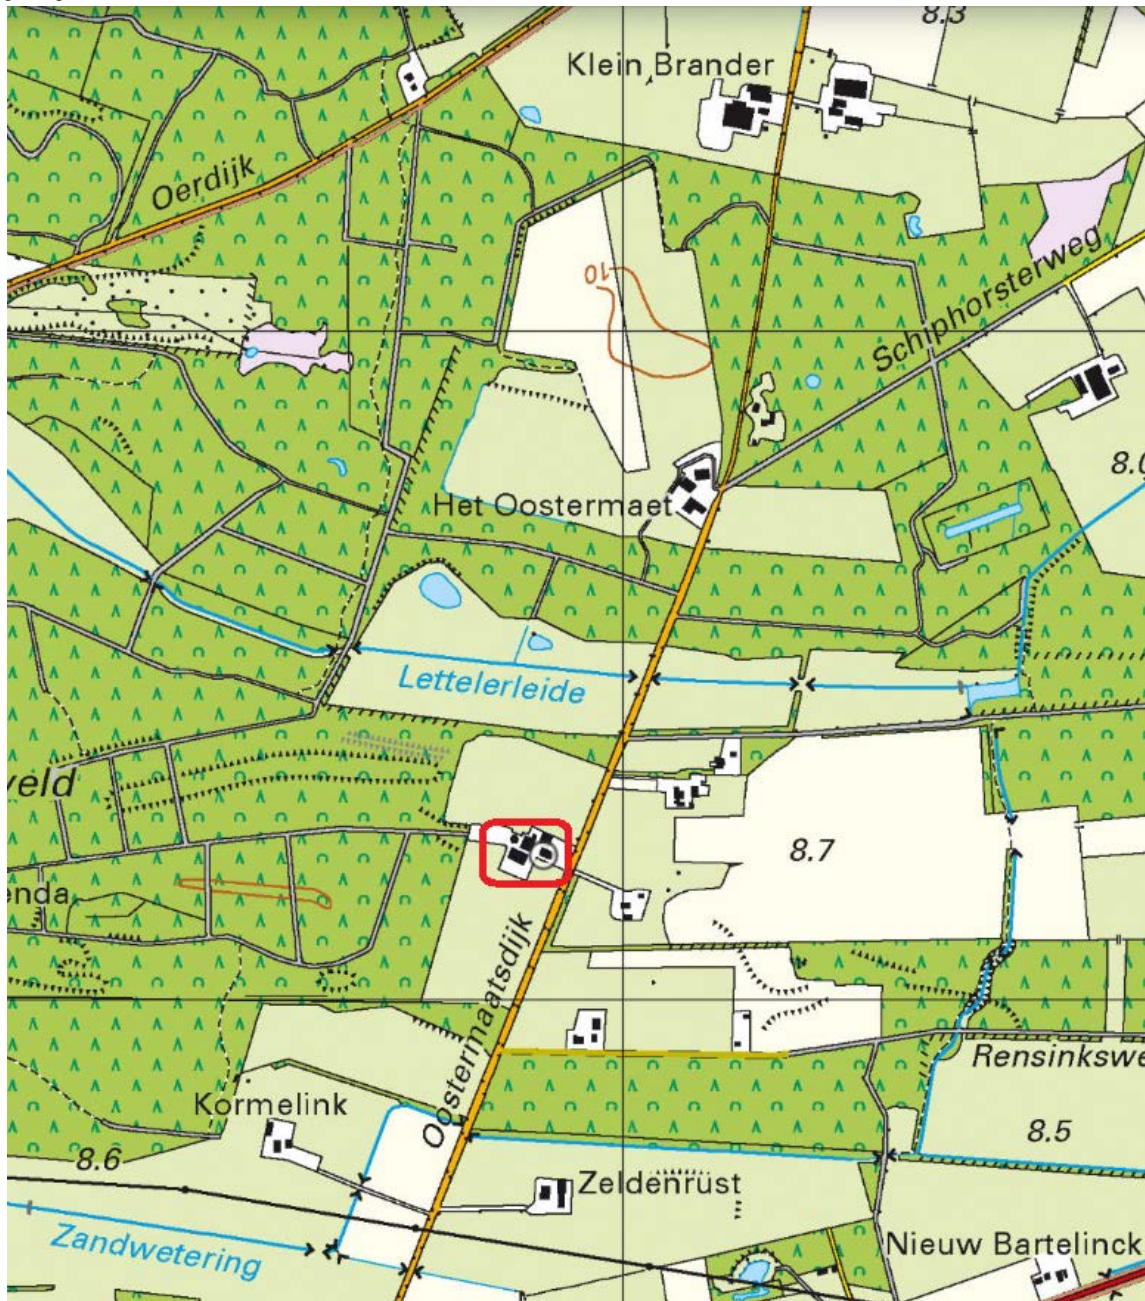 8.3
Klein Brander
Oerdijk
Schiphorsterweg
10
8.0
Het Oostermaet
Lettelerleide
veld
8.7
enda
Oostermaatsdijk
Rensinkswe
Kormelink
8.5
8.6
Zeldenrust
Zandwetering
Nieuw Bartelinck